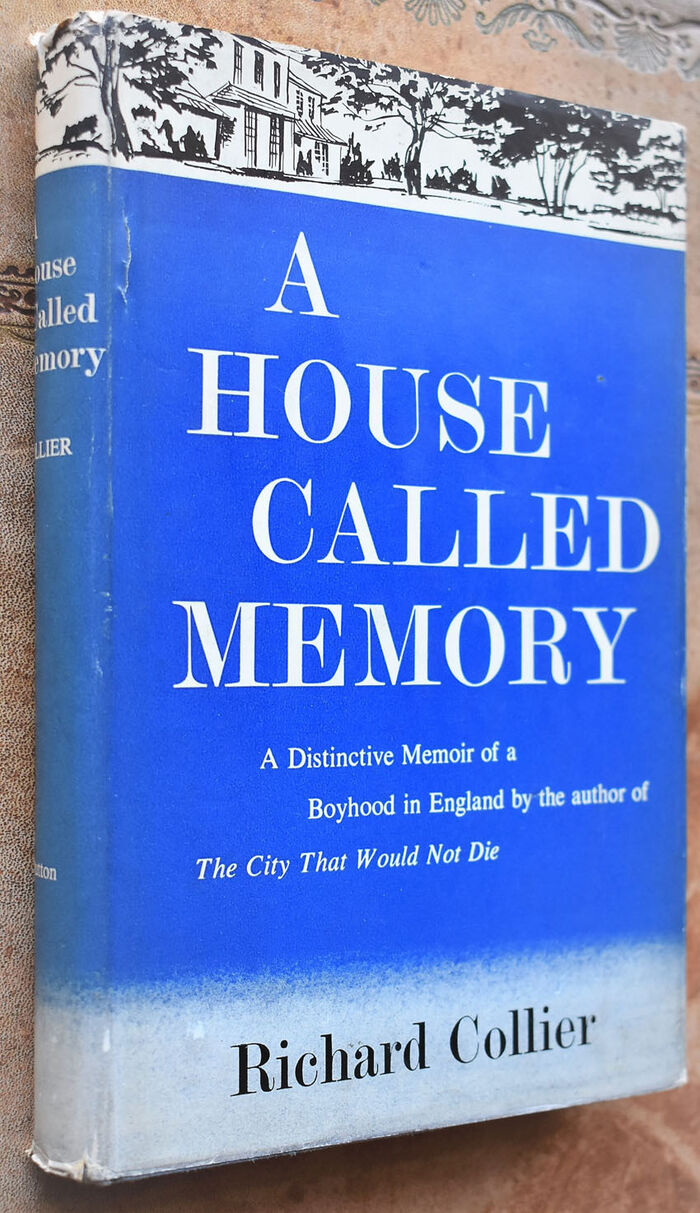 A
HOUSE
CALLED
MEMORY
A Distinctive Memoir of a
Boyhood in England by the author of
The City That Would Not Die
Richard Collier
ouse
alled
emory
LLIER
tton